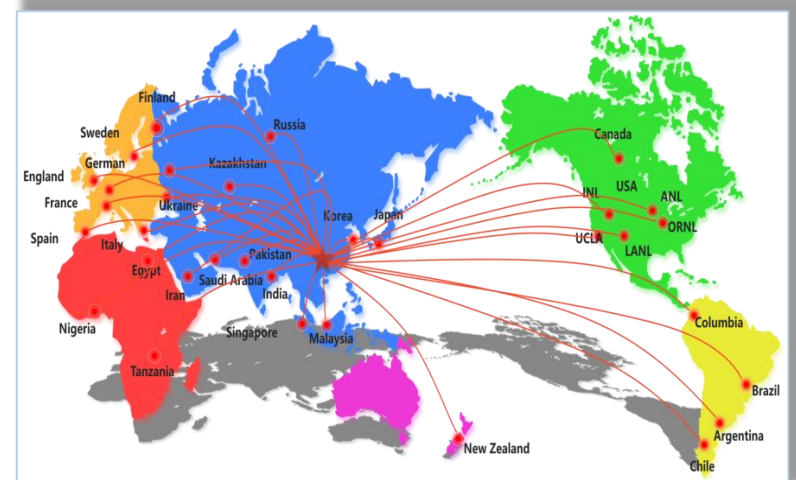 Finland
Russia
Sweden
Canada
German
Kazakhstan
England
USA
INL
ANL
France
Ukraine
Korea
Japan
ORNL
Spain
Italy
UCLA
LANL
Pakistan
Egypt
Saudi Arabia
Iran
India
Columbia
Nigeria
Singapore
Malaysia
Tanzania
Brazil
Argentina
New Zealand
Chile